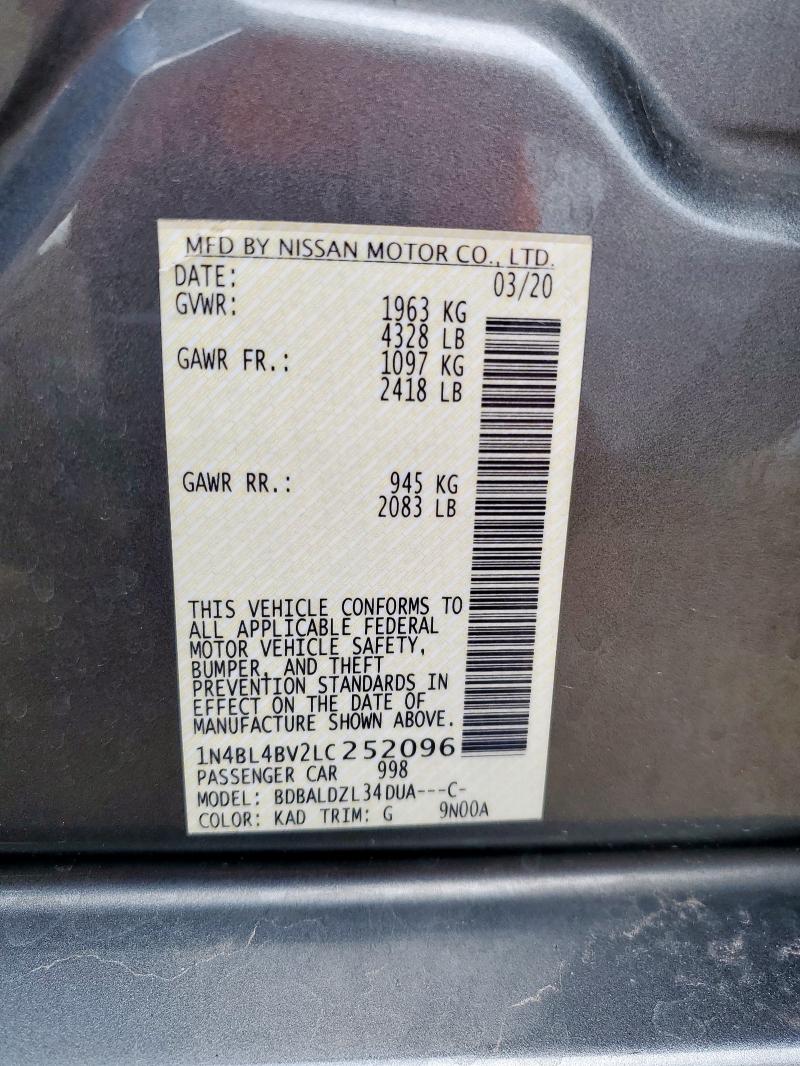 MFD BY NISSAN MOTOR CO., LTD.
DATE: 03/20
GVWR: 1963 KG
4328 LB
GAWR FR.: 1097 KG
2418 LB
GAWR RR.: 945 KG
2083 LB
THIS VEHICLE CONFORMS TO
ALL APPLICABLE FEDERAL
MOTOR VEHICLE SAFETY,
BUMPER, AND THEFT
PREVENTION STANDARDS IN
EFFECT ON THE DATE OF
MANUFACTURE SHOWN ABOVE.
1N4BL4BV2LC252096
PASSENGER CAR 998
MODEL: BDBALDZL34DUA---C-
COLOR: KAD TRIM: G 9N00A